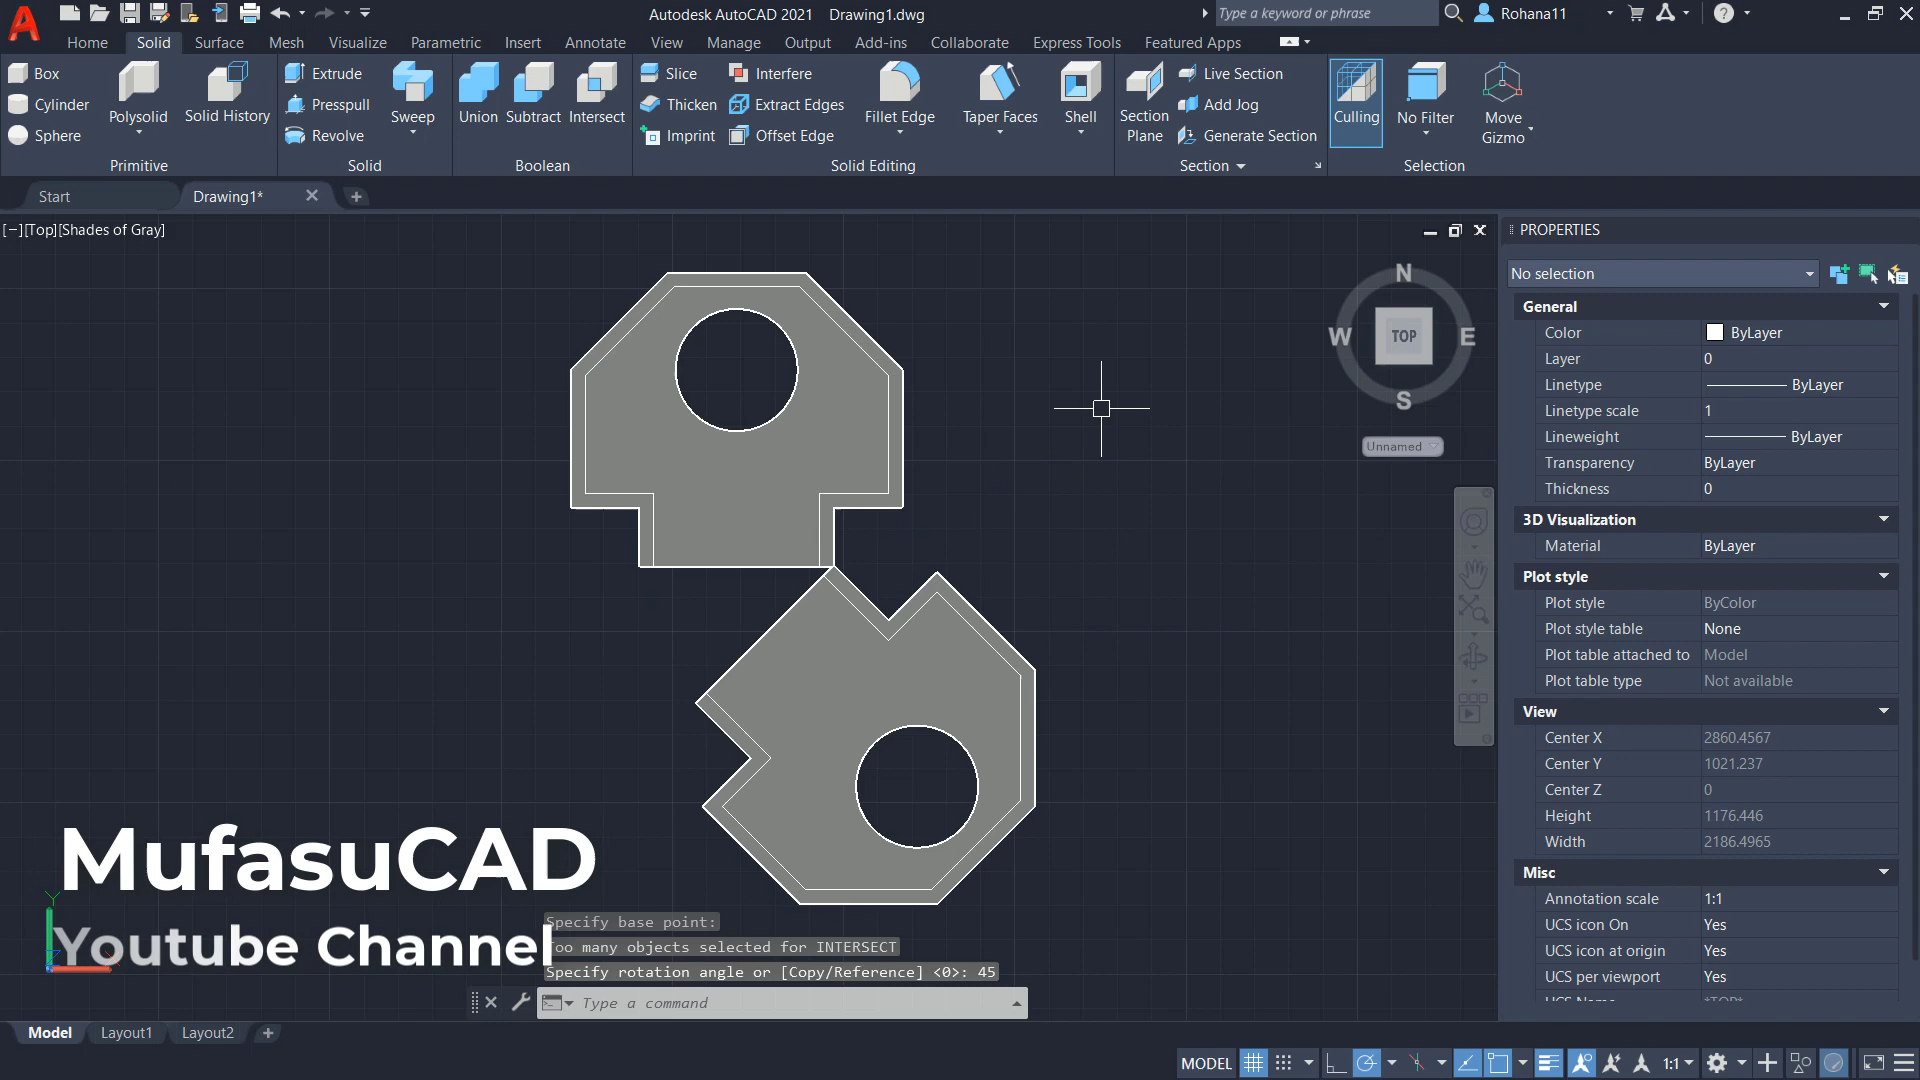 Autodesk AutoCAD 2021 Drawing1.dwg
Type a keyword or phrase
Rohana11
Home Solid Surface Mesh Visualize Parametric Insert Annotate View Manage Output Add-ins Collaborate Express Tools Featured Apps
Box
Cylinder
Sphere
Polysolid
Solid History
Primitive
Extrude
Presspull
Revolve
Sweep
Solid
Union
Subtract
Intersect
Boolean
Slice
Thicken
Imprint
Interfere
Extract Edges
Offset Edge
Fillet Edge
Taper Faces
Shell
Solid Editing
Section
Plane
Live Section
Add Jog
Generate Section
Section
Culling
No Filter
Move
Gizmo
Selection
Start
Drawing1*
[−][Top][Shades of Gray]
N
W
TOP
E
S
Unnamed
PROPERTIES
No selection
General
Color ByLayer
Layer 0
Linetype ByLayer
Linetype scale 1
Lineweight ByLayer
Transparency ByLayer
Thickness 0
3D Visualization
Material ByLayer
Plot style
Plot style ByColor
Plot style table None
Plot table attached to Model
Plot table type Not available
View
Center X 2860.4567
Center Y 1021.237
Center Z 0
Height 1176.446
Width 2186.4965
Misc
Annotation scale 1:1
UCS icon On Yes
UCS icon at origin Yes
UCS per viewport Yes
MufasuCAD
Youtube Channel
Y
X
Specify base point:
Too many objects selected for INTERSECT
Specify rotation angle or [Copy/Reference] <0>: 45
Type a command
Model Layout1 Layout2
MODEL
1:1